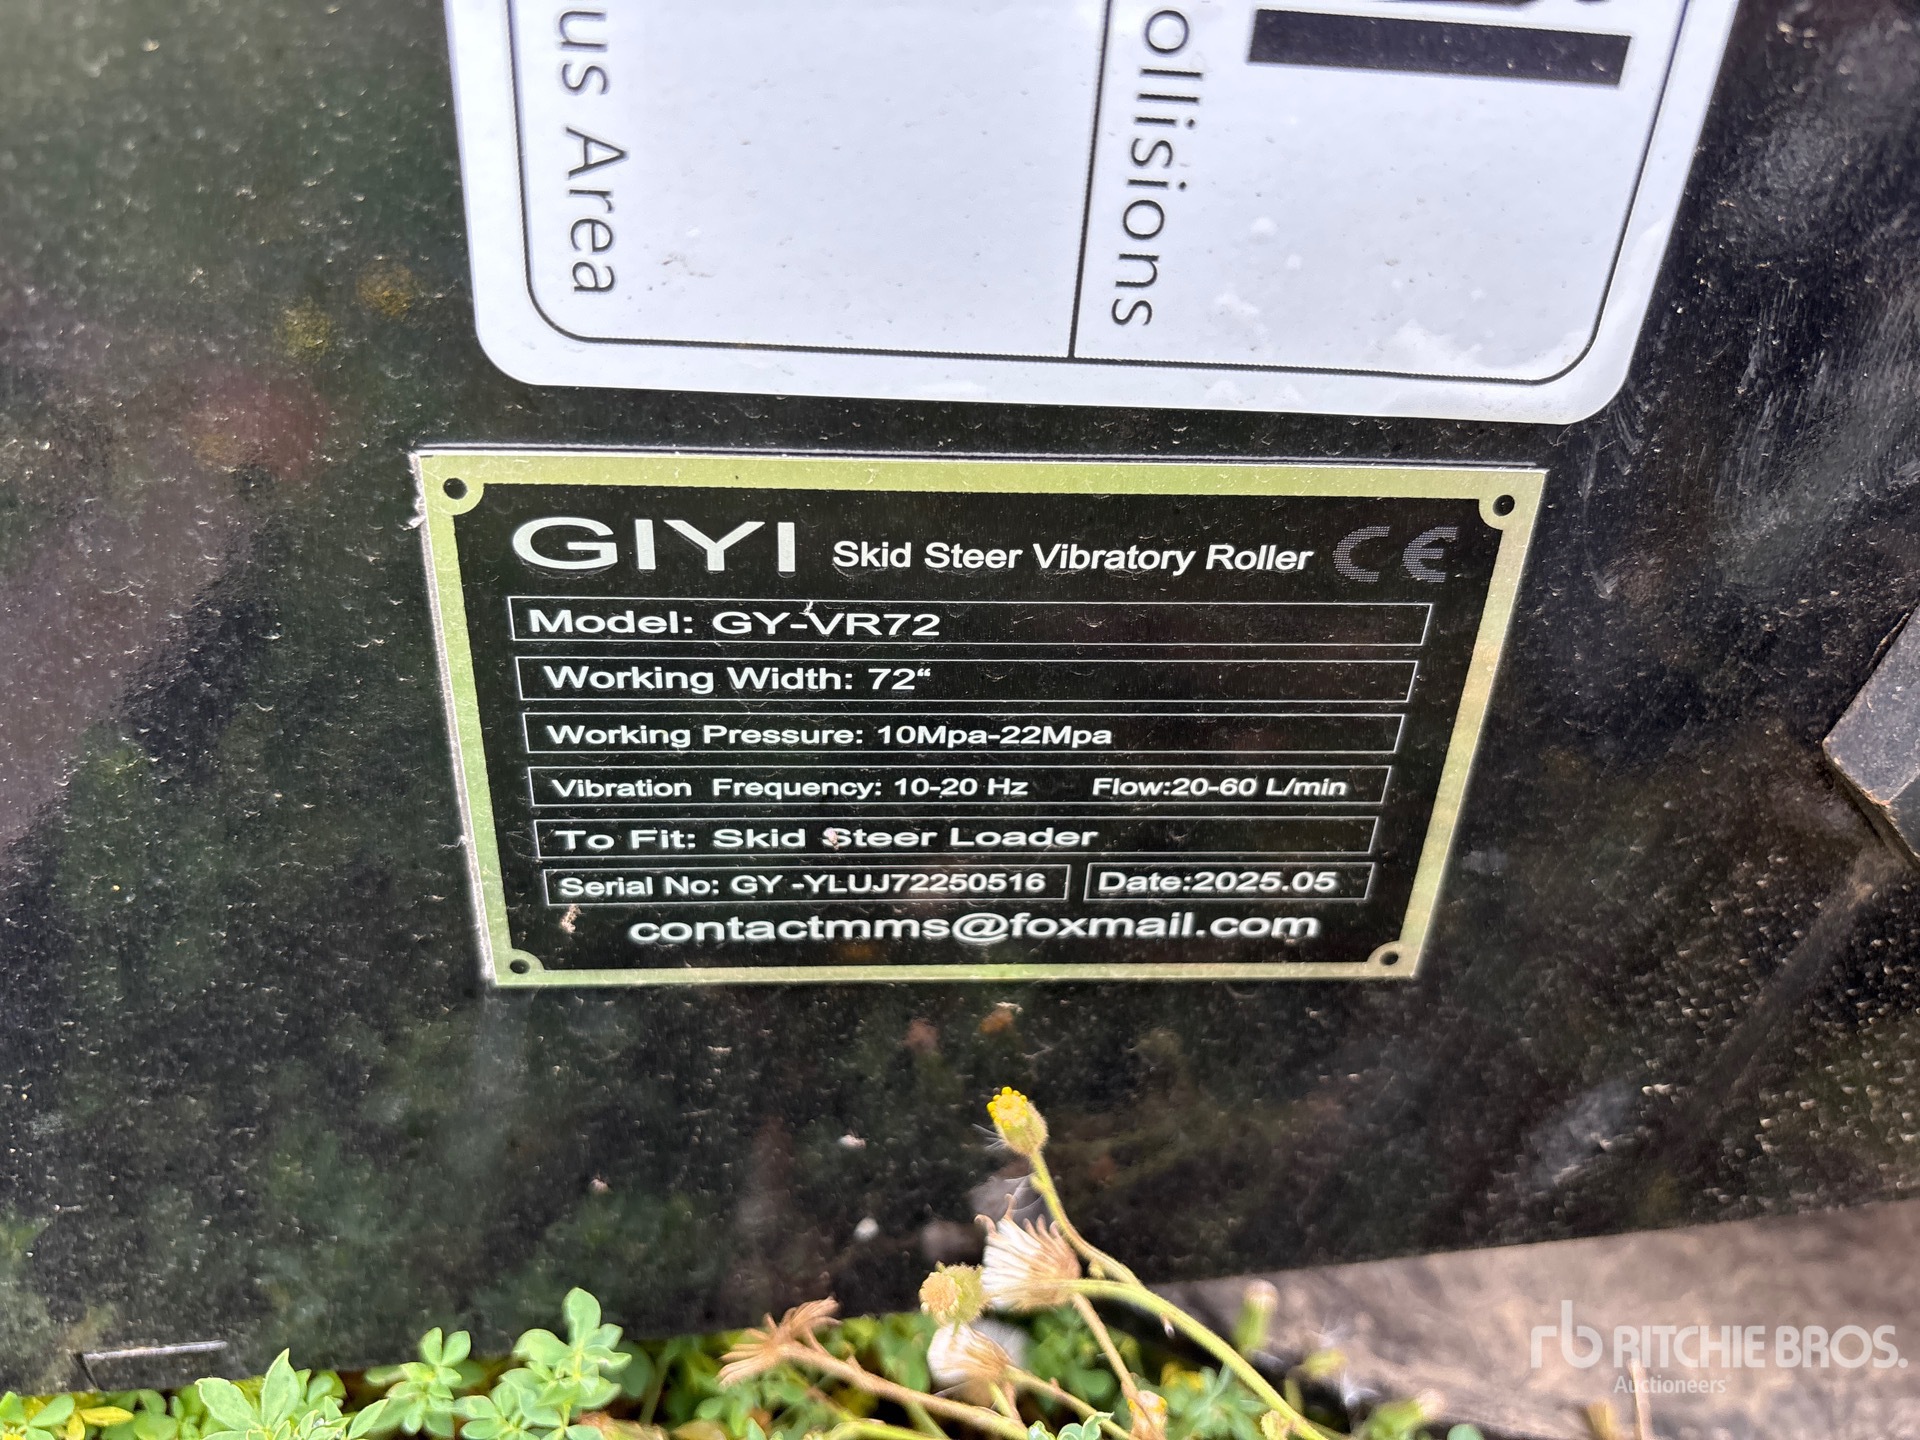 us Area
ollisions
GIYI Skid Steer Vibratory Roller CE
Model: GY-VR72
Working Width: 72“
Working Pressure: 10Mpa-22Mpa
Vibration Frequency: 10-20 Hz Flow:20-60 L/min
To Fit: Skid Steer Loader
Serial No: GY -YLUJ72250516 Date:2025.05
contactmms@foxmail.com
rb RITCHIE BROS.
Auctioneers